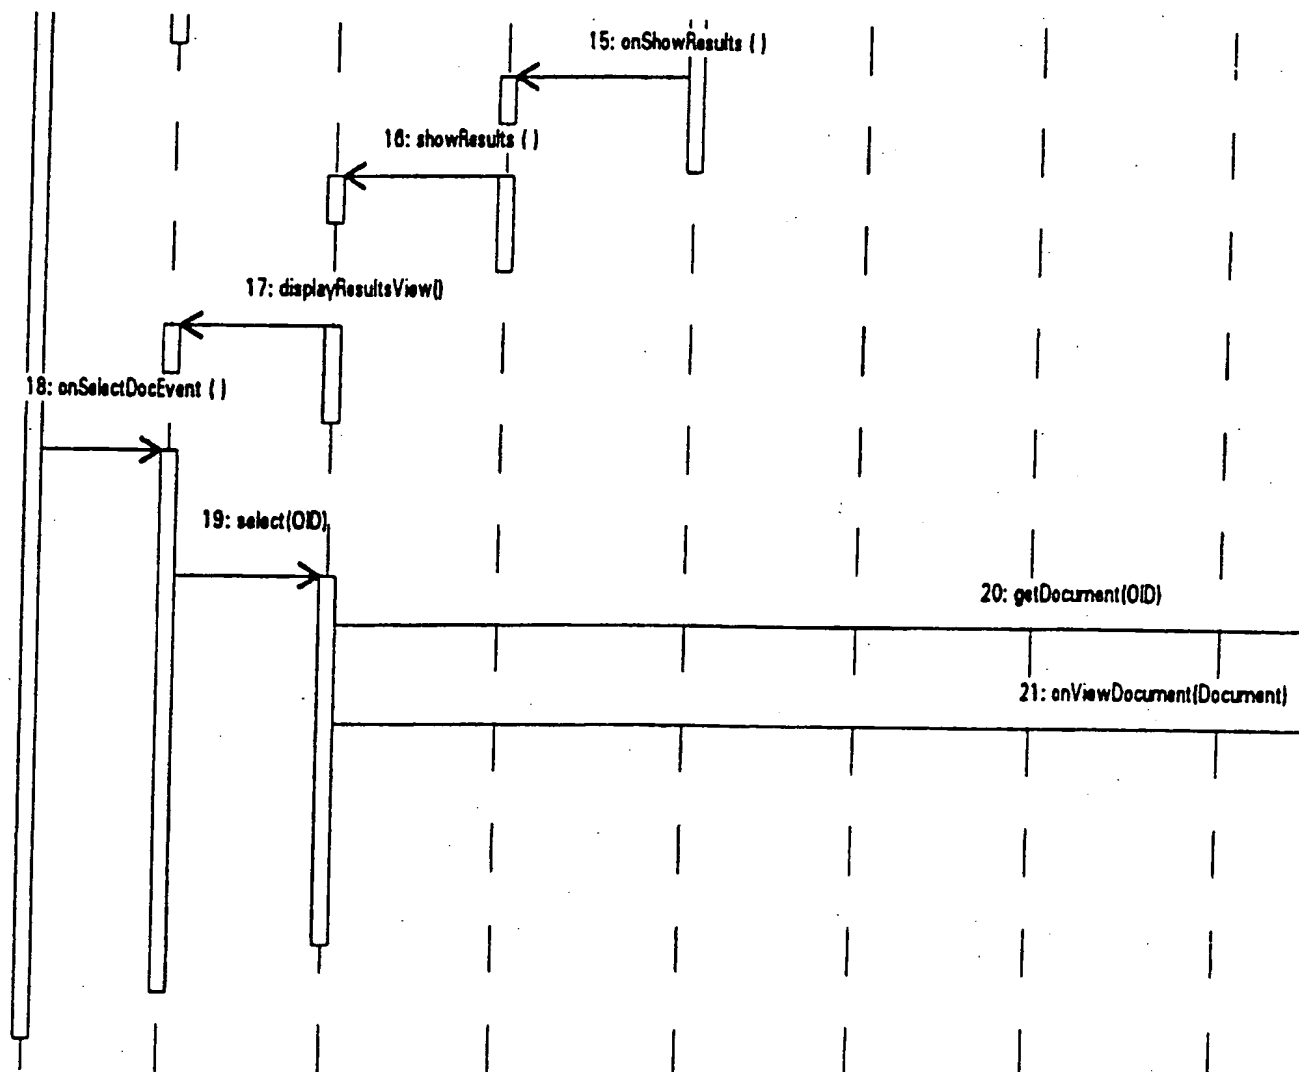 15: onShowResults ( )
16: showResults ( )
17: displayResultsView()
18: onSelectDocEvent ( )
19: select(OID)
20: getDocument(OID)
21: onViewDocument(Document)